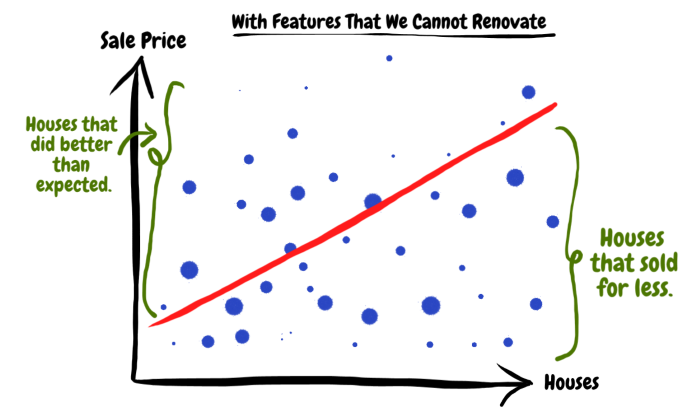 With Features That We Cannot Renovate
Sale Price
Houses that
did better
than
expected.
Houses
that sold
for less.
Houses